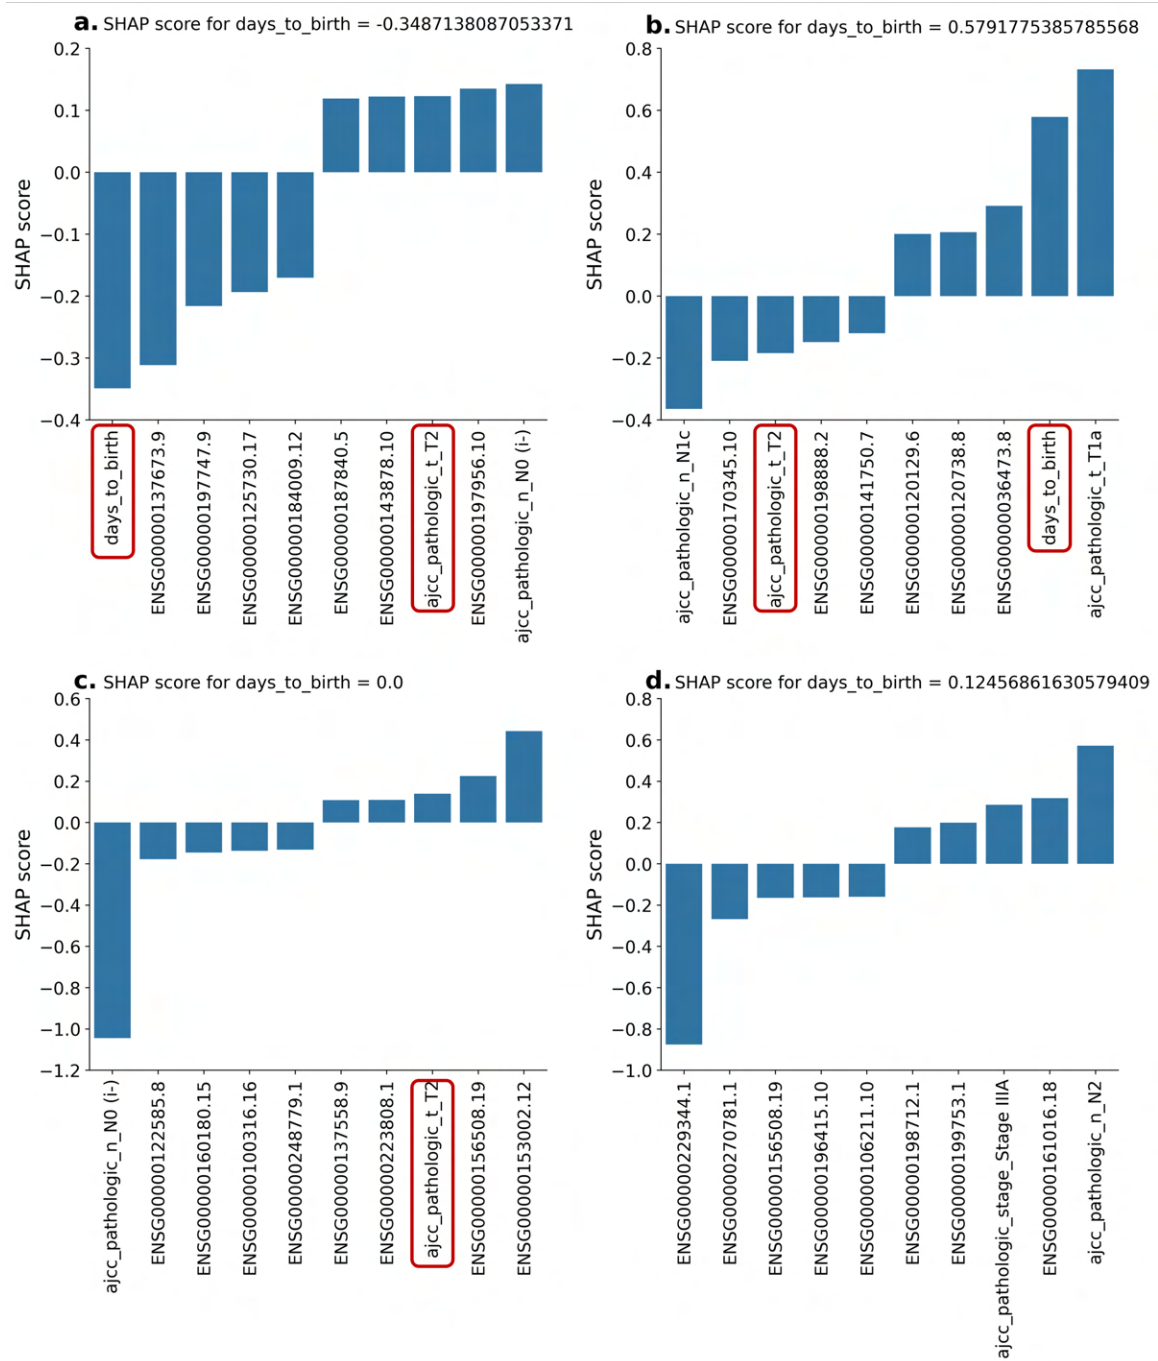 a. SHAP score for days_to_birth = -0.3487138087053371
0.2
0.1
0.0
−0.1
−0.2
−0.3
−0.4
SHAP score
days_to_birth
ENSG00000137673.9
ENSG00000197747.9
ENSG00000125730.17
ENSG00000184009.12
ENSG00000187840.5
ENSG00000143878.10
ajcc_pathologic_t_T2
ENSG00000197956.10
ajcc_pathologic_n_N0 (i-)
b. SHAP score for days_to_birth = 0.5791775385785568
0.8
0.6
0.4
0.2
0.0
−0.2
−0.4
SHAP score
ajcc_pathologic_n_N1c
ENSG00000170345.10
ajcc_pathologic_t_T2
ENSG00000198888.2
ENSG00000141750.7
ENSG00000120129.6
ENSG00000120738.8
ENSG00000036473.8
days_to_birth
ajcc_pathologic_t_T1a
c. SHAP score for days_to_birth = 0.0
0.6
0.4
0.2
0.0
−0.2
−0.4
−0.6
−0.8
−1.0
−1.2
SHAP score
ajcc_pathologic_n_N0 (i-)
ENSG00000122585.8
ENSG00000160180.15
ENSG00000100316.16
ENSG00000248779.1
ENSG00000137558.9
ENSG00000223808.1
ajcc_pathologic_t_T2
ENSG00000156508.19
ENSG00000153002.12
d. SHAP score for days_to_birth = 0.12456861630579409
0.8
0.6
0.4
0.2
0.0
−0.2
−0.4
−0.6
−0.8
−1.0
SHAP score
ENSG00000229344.1
ENSG00000270781.1
ENSG00000156508.19
ENSG00000196415.10
ENSG00000106211.10
ENSG00000198712.1
ENSG00000199753.1
ajcc_pathologic_stage_Stage IIIA
ENSG00000161016.18
ajcc_pathologic_n_N2